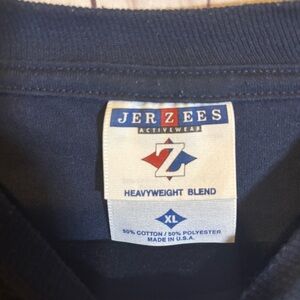 JERZEES
ACTIVEWEAR
Z
HEAVYWEIGHT BLEND
XL
50% COTTON / 50% POLYESTER
MADE IN U.S.A.